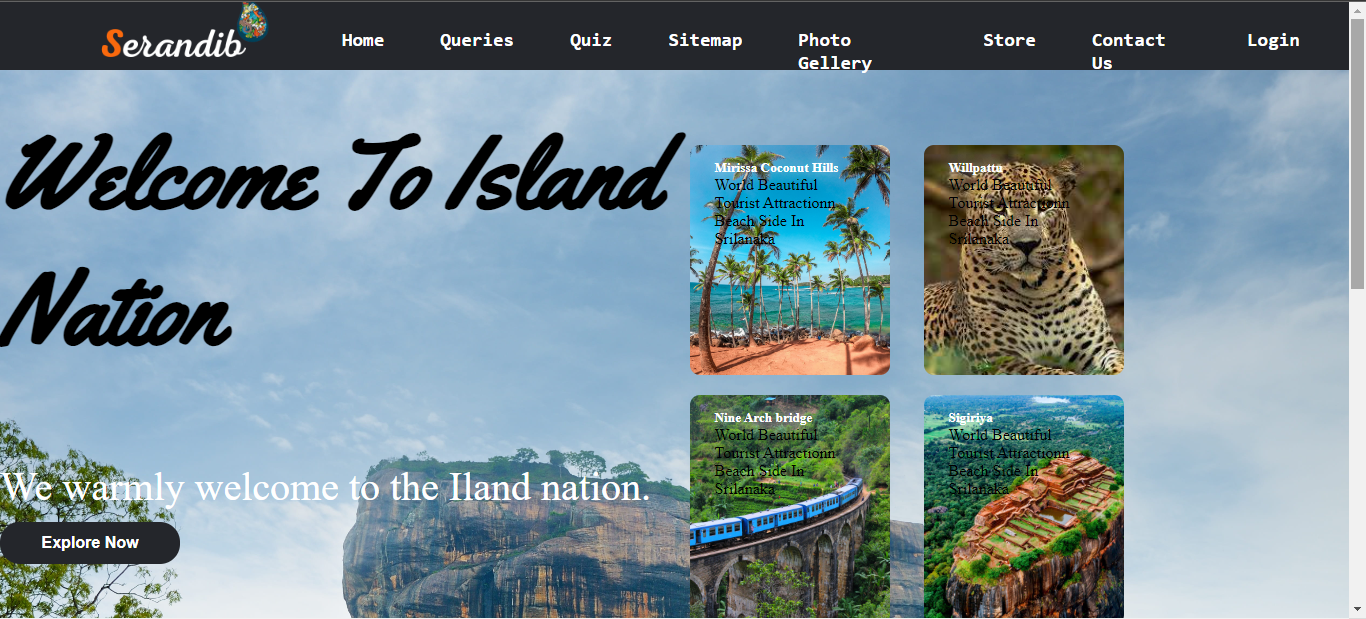 Serandib
Home
Queries
Quiz
Sitemap
Photo
Gellery
Store
Contact
Us
Login
Welcome To Island
Nation
We warmly welcome to the Iland nation.
Explore Now
Mirissa Coconut Hills
World Beautiful
Tourist Attractionn
Beach Side In
Srilanaka
Willpattu
World Beautiful
Tourist Attractionn
Beach Side In
Srilanaka
Nine Arch bridge
World Beautiful
Tourist Attractionn
Beach Side In
Srilanaka
Sigiriya
World Beautiful
Tourist Attractionn
Beach Side In
Srilanaka